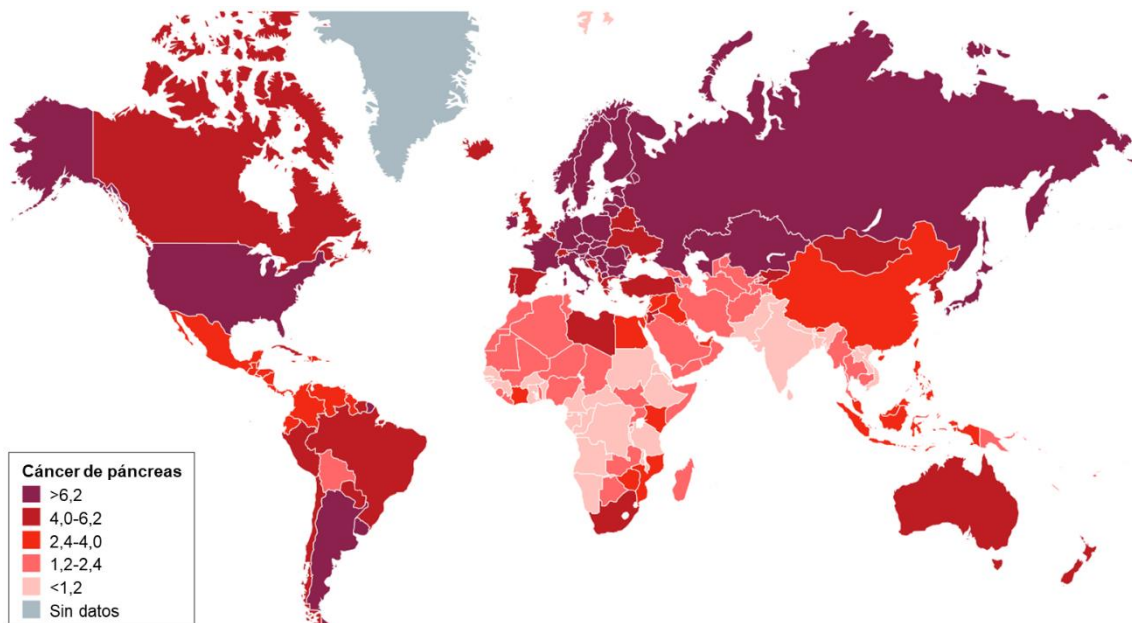 Cáncer de páncreas
>6,2
4,0-6,2
2,4-4,0
1,2-2,4
<1,2
Sin datos